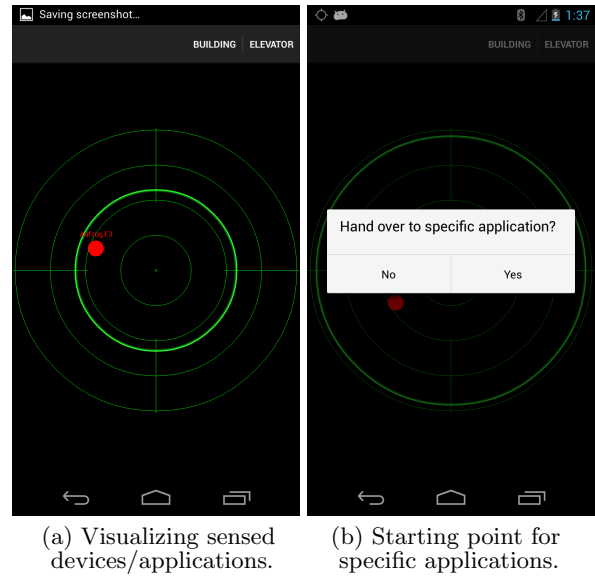 Saving screenshot...
BUILDING ELEVATOR
1:37
BUILDING ELEVATOR
Hand over to specific application?
No Yes
(a) Visualizing sensed
devices/applications.
(b) Starting point for
specific applications.